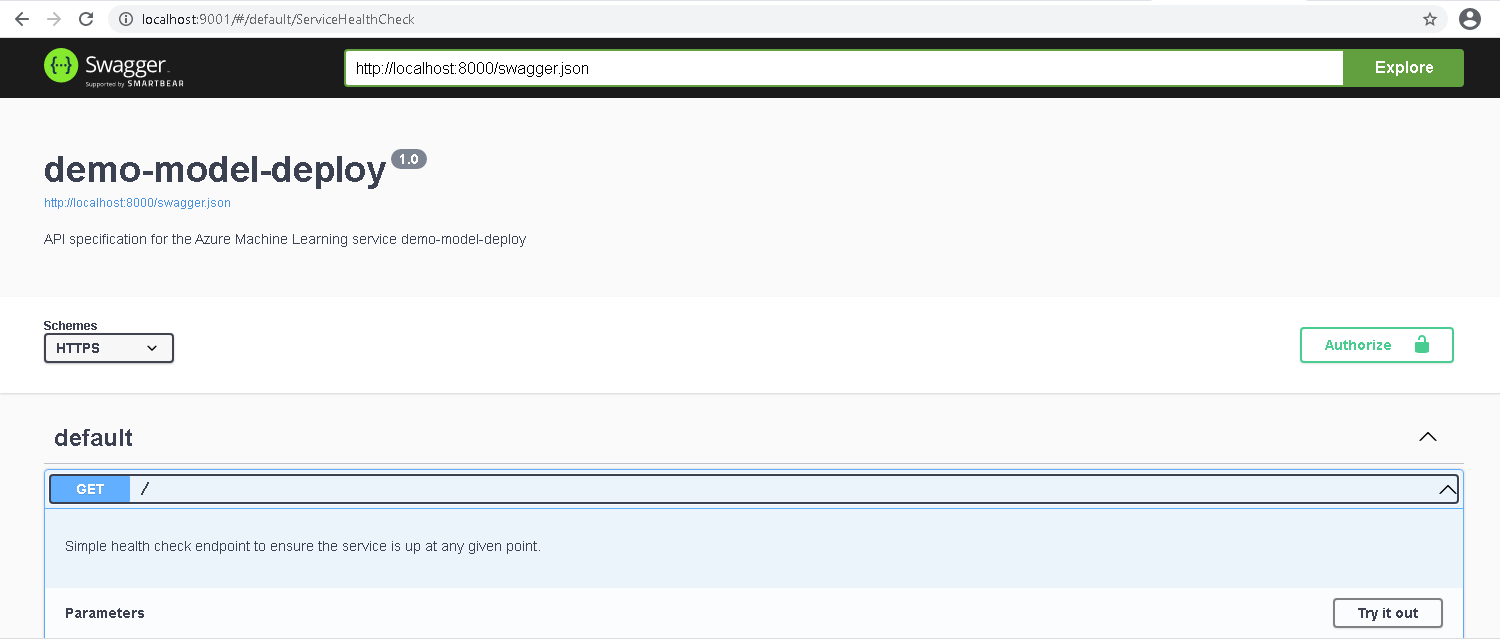 localhost:9001/#/default/ServiceHealthCheck
Swagger
Supported by SMARTBEAR
http://localhost:8000/swagger.json
Explore
demo-model-deploy 1.0
http://localhost:8000/swagger.json
API specification for the Azure Machine Learning service demo-model-deploy
Schemes
HTTPS
Authorize
default
GET /
Simple health check endpoint to ensure the service is up at any given point.
Parameters
Try it out